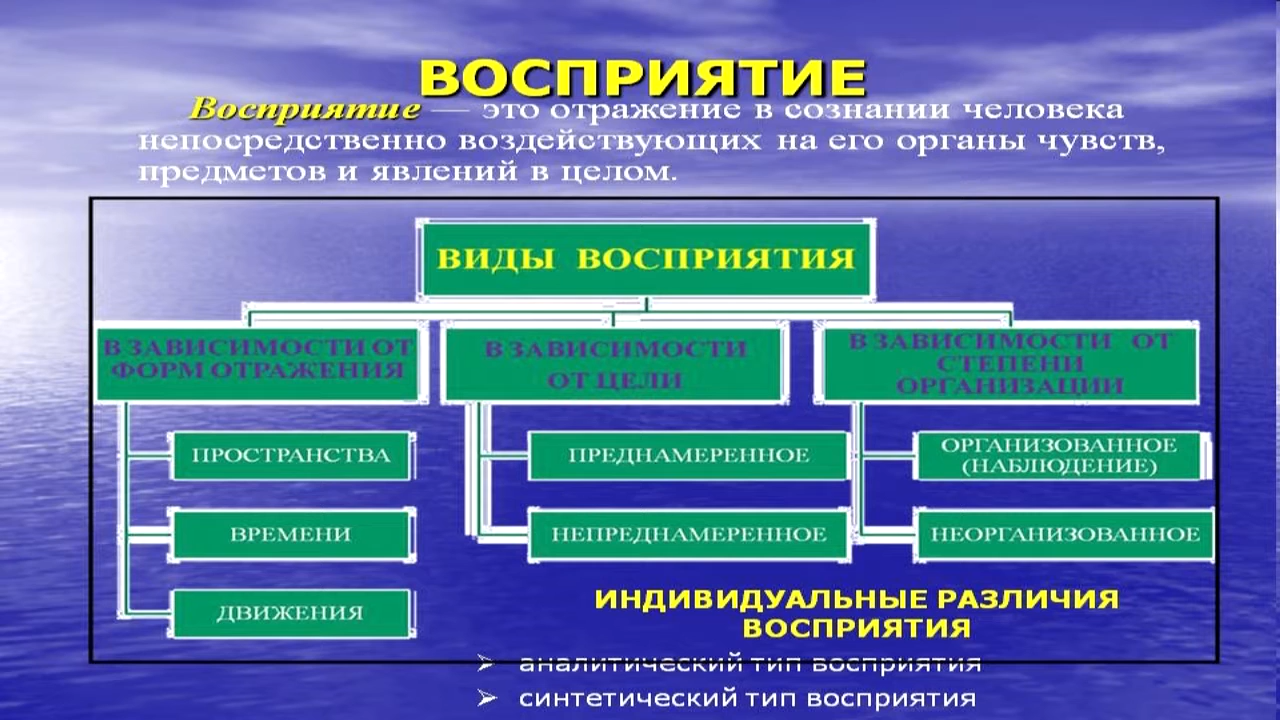 ВОСПРИЯТИЕ
Восприятие — это отражение в сознании человека
непосредственно воздействующих на его органы чувств,
предметов и явлений в целом.
ВИДЫ ВОСПРИЯТИЯ
В ЗАВИСИМОСТИ ОТ
ФОРМ ОТРАЖЕНИЯ
ПРОСТРАНСТВА
ВРЕМЕНИ
ДВИЖЕНИЯ
В ЗАВИСИМОСТИ
ОТ ЦЕЛИ
ПРЕДНАМЕРЕННОЕ
НЕПРЕДНАМЕРЕННОЕ
В ЗАВИСИМОСТИ ОТ
СТЕПЕНИ
ОРГАНИЗАЦИИ
ОРГАНИЗОВАННОЕ
(НАБЛЮДЕНИЕ)
НЕОРГАНИЗОВАННОЕ
ИНДИВИДУАЛЬНЫЕ РАЗЛИЧИЯ
ВОСПРИЯТИЯ
аналитический тип восприятия
синтетический тип восприятия